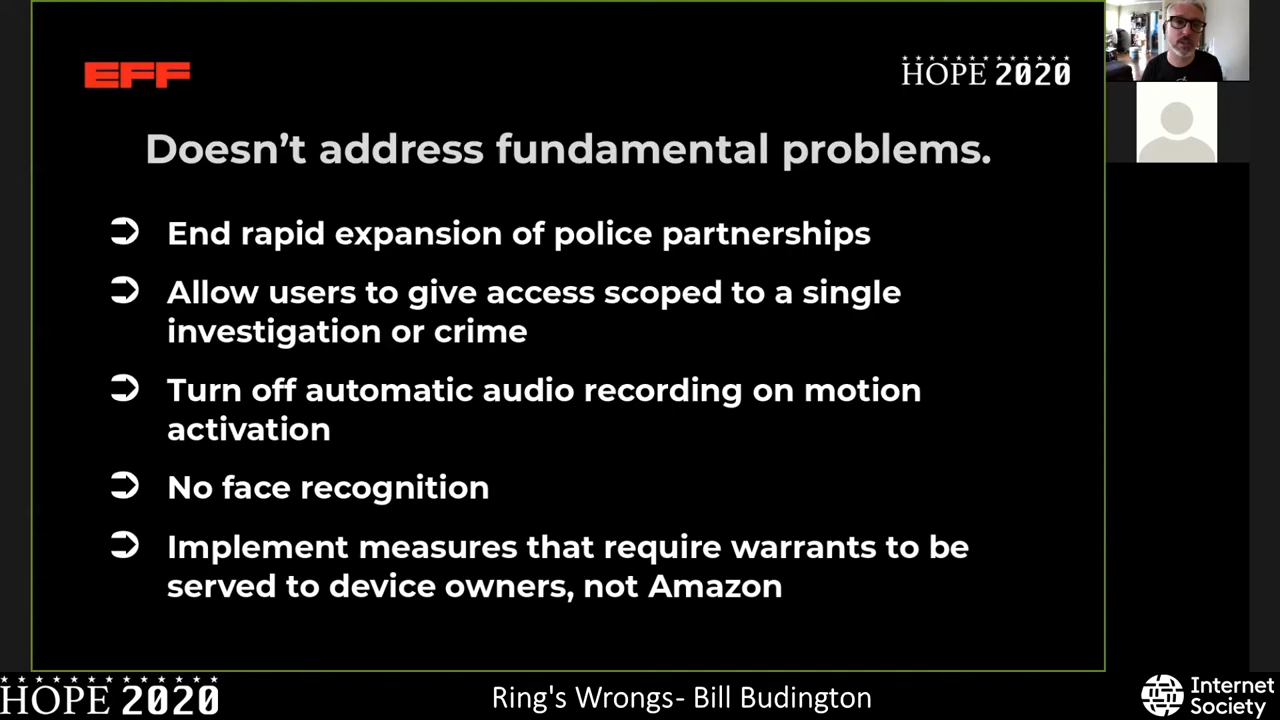 EFF
HOPE 2020
Doesn’t address fundamental problems.
➲ End rapid expansion of police partnerships
➲ Allow users to give access scoped to a single
investigation or crime
➲ Turn off automatic audio recording on motion
activation
➲ No face recognition
➲ Implement measures that require warrants to be
served to device owners, not Amazon
HOPE 2020
Ring's Wrongs- Bill Budington
Internet
Society